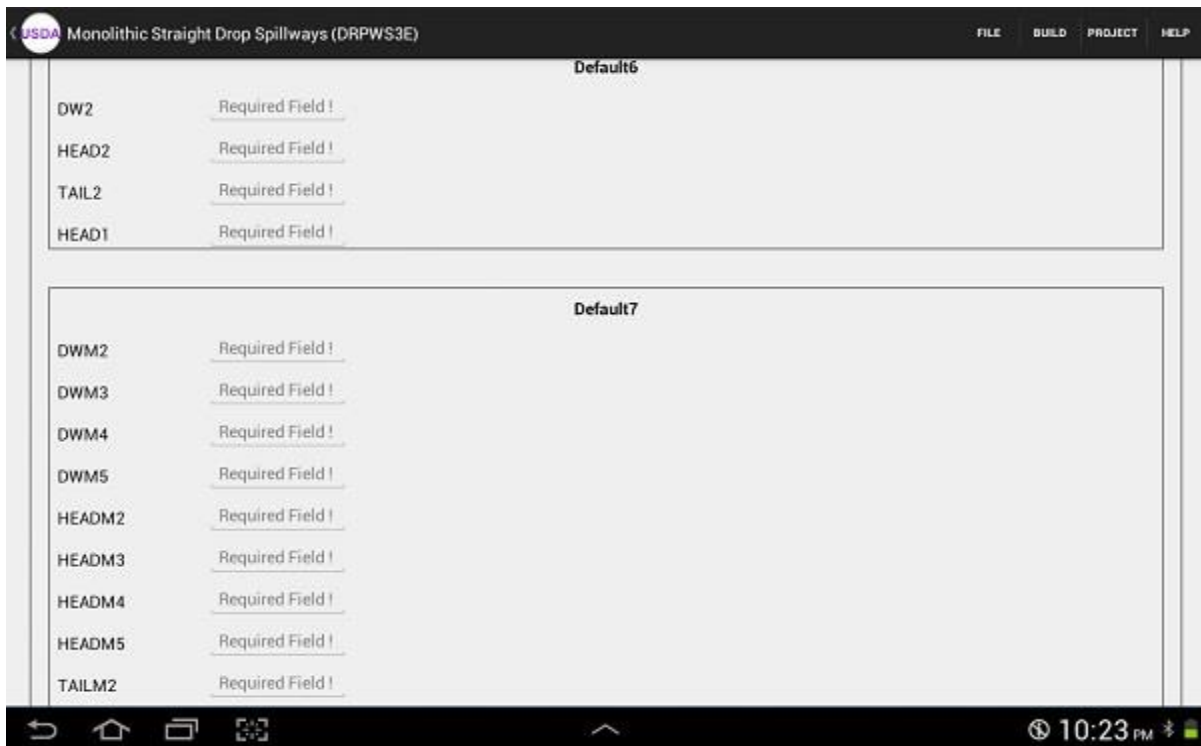 USDA Monolithic Straight Drop Spillways (DRPWS3E) FILE BUILD PROJECT HELP
Default6
DW2 Required Field !
HEAD2 Required Field !
TAIL2 Required Field !
HEAD1 Required Field !
Default7
DWM2 Required Field !
DWM3 Required Field !
DWM4 Required Field !
DWM5 Required Field !
HEADM2 Required Field !
HEADM3 Required Field !
HEADM4 Required Field !
HEADM5 Required Field !
TAILM2 Required Field !
10:23 PM